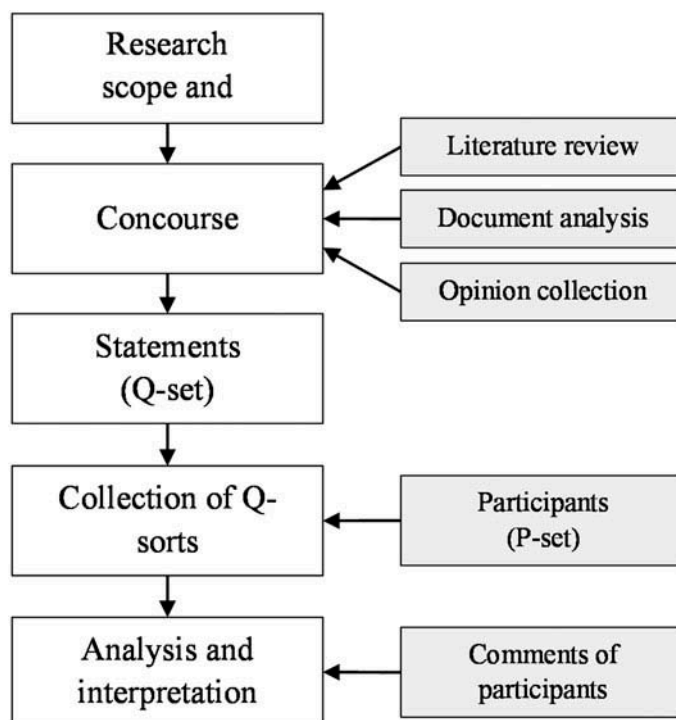 Research
scope and
Literature review
Concourse
Document analysis
Opinion collection
Statements
(Q-set)
Collection of Q-
sorts
Participants
(P-set)
Analysis and
interpretation
Comments of
participants